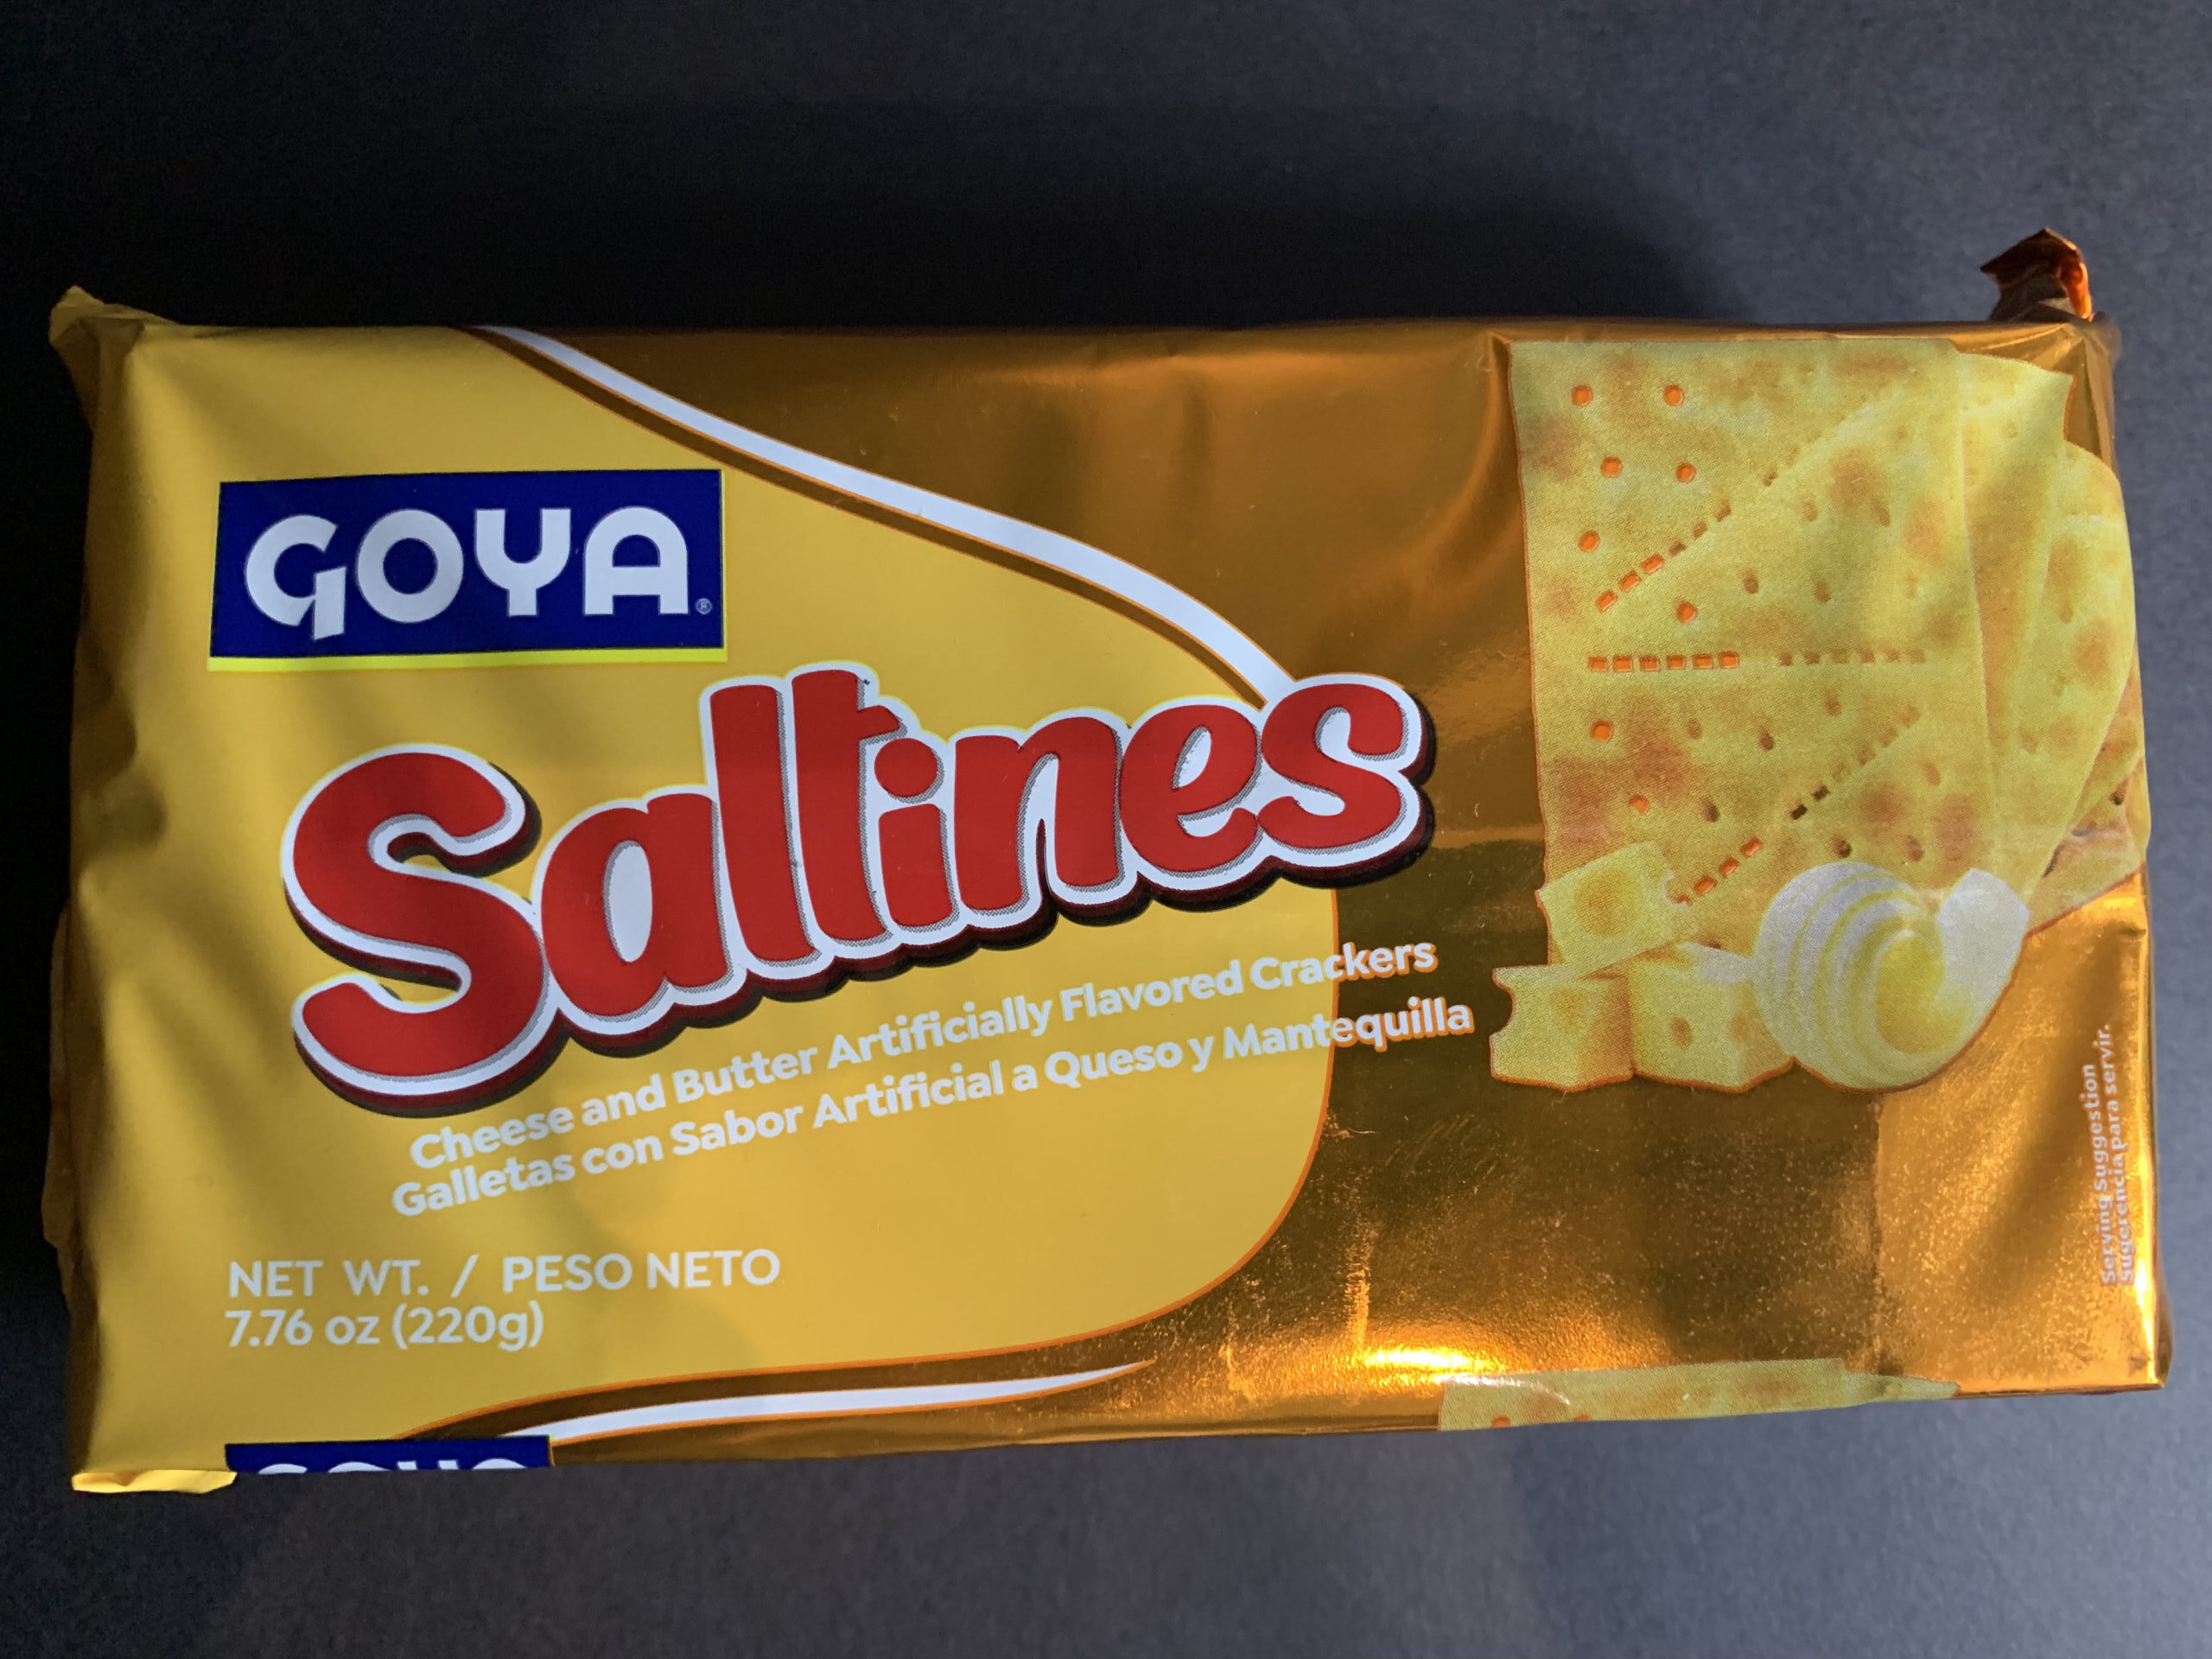 GOYA®
Saltines
Cheese and Butter Artificially Flavored Crackers
Galletas con Sabor Artificial a Queso y Mantequilla
NET WT. / PESO NETO
7.76 oz (220g)
Serving Suggestion
Sugerencia para servir.